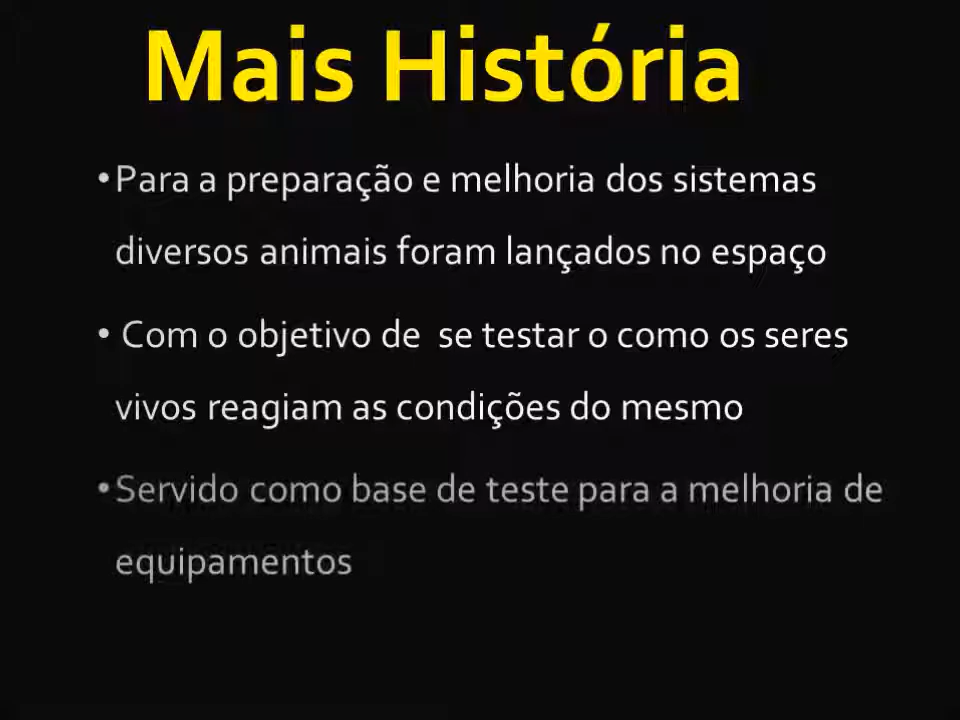 Mais História
•Para a preparação e melhoria dos sistemas
diversos animais foram lançados no espaço
• Com o objetivo de  se testar o como os seres
vivos reagiam as condições do mesmo
•Servido como base de teste para a melhoria de
equipamentos